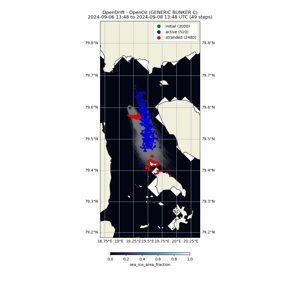 OpenDrift - OpenOil (GENERIC BUNKER C)
2024-09-06 13:48 to 2024-09-08 13:48 UTC (49 steps)
initial (3000)
active (520)
stranded (2480)
79.8°N
79.8°N
79.7°N
79.7°N
79.6°N
79.6°N
79.5°N
79.5°N
79.4°N
79.4°N
79.3°N
79.3°N
79.2°N
79.2°N
18.75°E 19°E 19.25°E 19.5°E 19.75°E 20°E 20.25°E
0.0 0.2 0.4 0.6 0.8 1.0
sea_ice_area_fraction